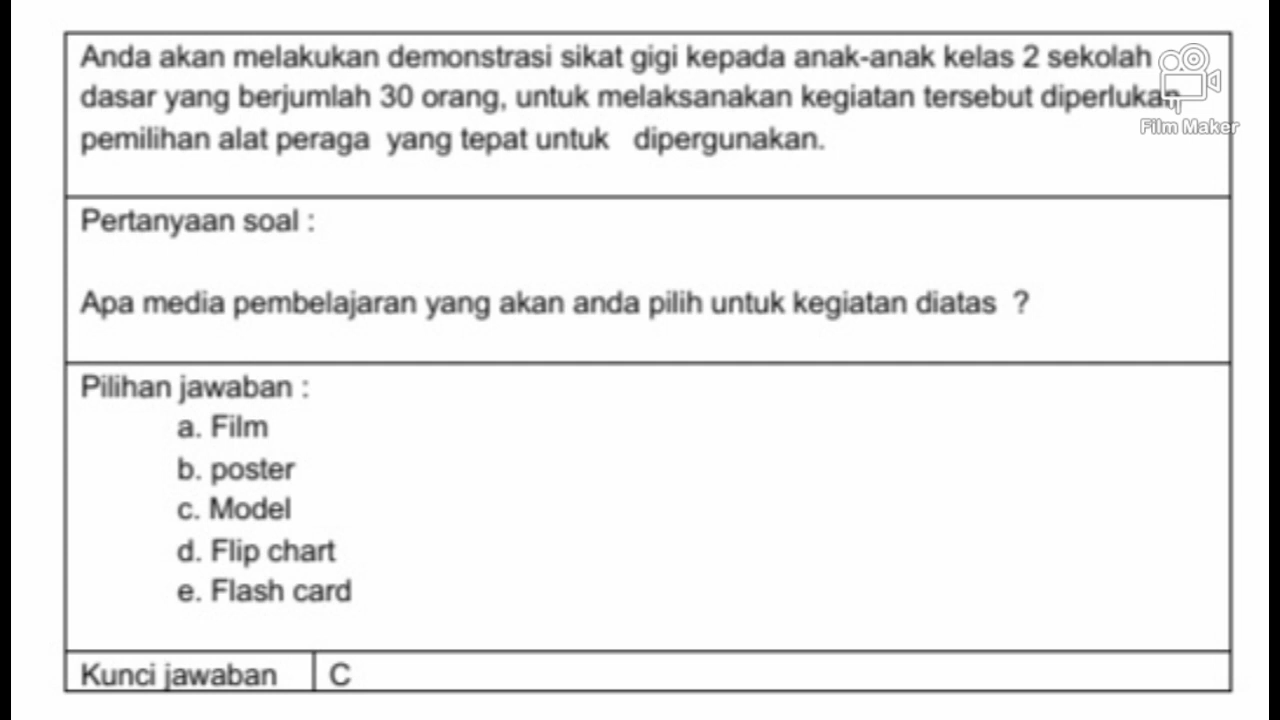 Anda akan melakukan demonstrasi sikat gigi kepada anak-anak kelas 2 sekolah
dasar yang berjumlah 30 orang, untuk melaksanakan kegiatan tersebut diperlukan
pemilihan alat peraga yang tepat untuk dipergunakan.
Film Maker
Pertanyaan soal :
Apa media pembelajaran yang akan anda pilih untuk kegiatan diatas ?
Pilihan jawaban :
a. Film
b. poster
c. Model
d. Flip chart
e. Flash card
Kunci jawaban C